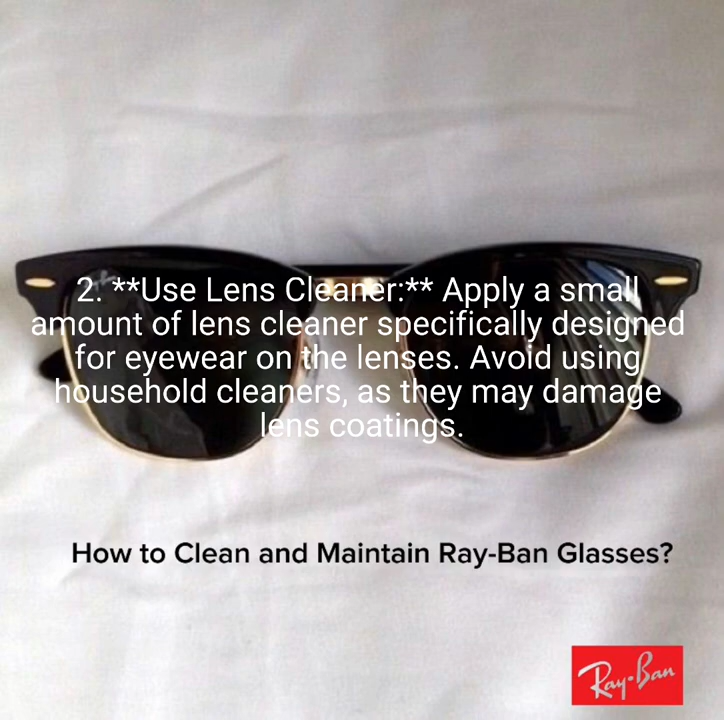 2. **Use Lens Cleaner:** Apply a small
amount of lens cleaner specifically designed
for eyewear on the lenses. Avoid using
household cleaners, as they may damage
lens coatings.
How to Clean and Maintain Ray-Ban Glasses?
Ray-Ban